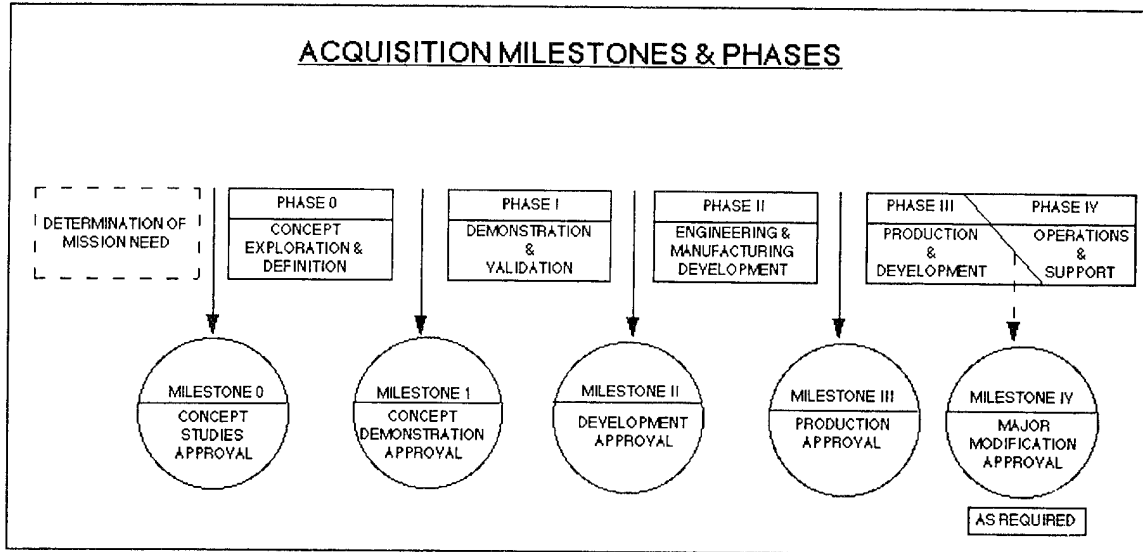 ACQUISITION MILESTONES & PHASES
DETERMINATION OF
MISSION NEED
PHASE 0
CONCEPT
EXPLORATION &
DEFINITION
PHASE I
DEMONSTRATION
&
VALIDATION
PHASE II
ENGINEERING &
MANUFACTURING
DEVELOPMENT
PHASE III
PRODUCTION
&
DEVELOPMENT
PHASE IV
OPERATIONS
&
SUPPORT
MILESTONE 0
CONCEPT
STUDIES
APPROVAL
MILESTONE 1
CONCEPT
DEMONSTRATION
APPROVAL
MILESTONE II
DEVELOPMENT
APPROVAL
MILESTONE III
PRODUCTION
APPROVAL
MILESTONE IV
MAJOR
MODIFICATION
APPROVAL
AS REQUIRED